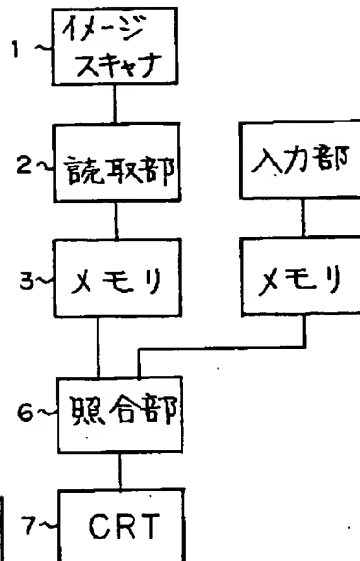 1~ イメージ
スキャナ
2~ 読取部
入力部
3~ メモリ
メモリ
6~ 照合部
7~ CRT